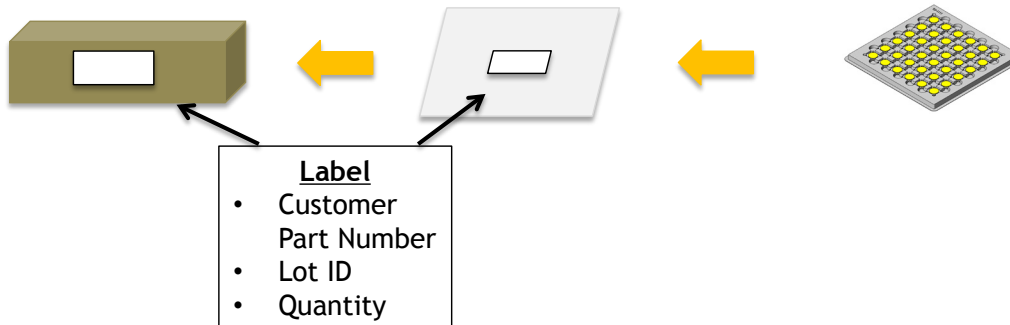 Label
• Customer
Part Number
• Lot ID
• Quantity